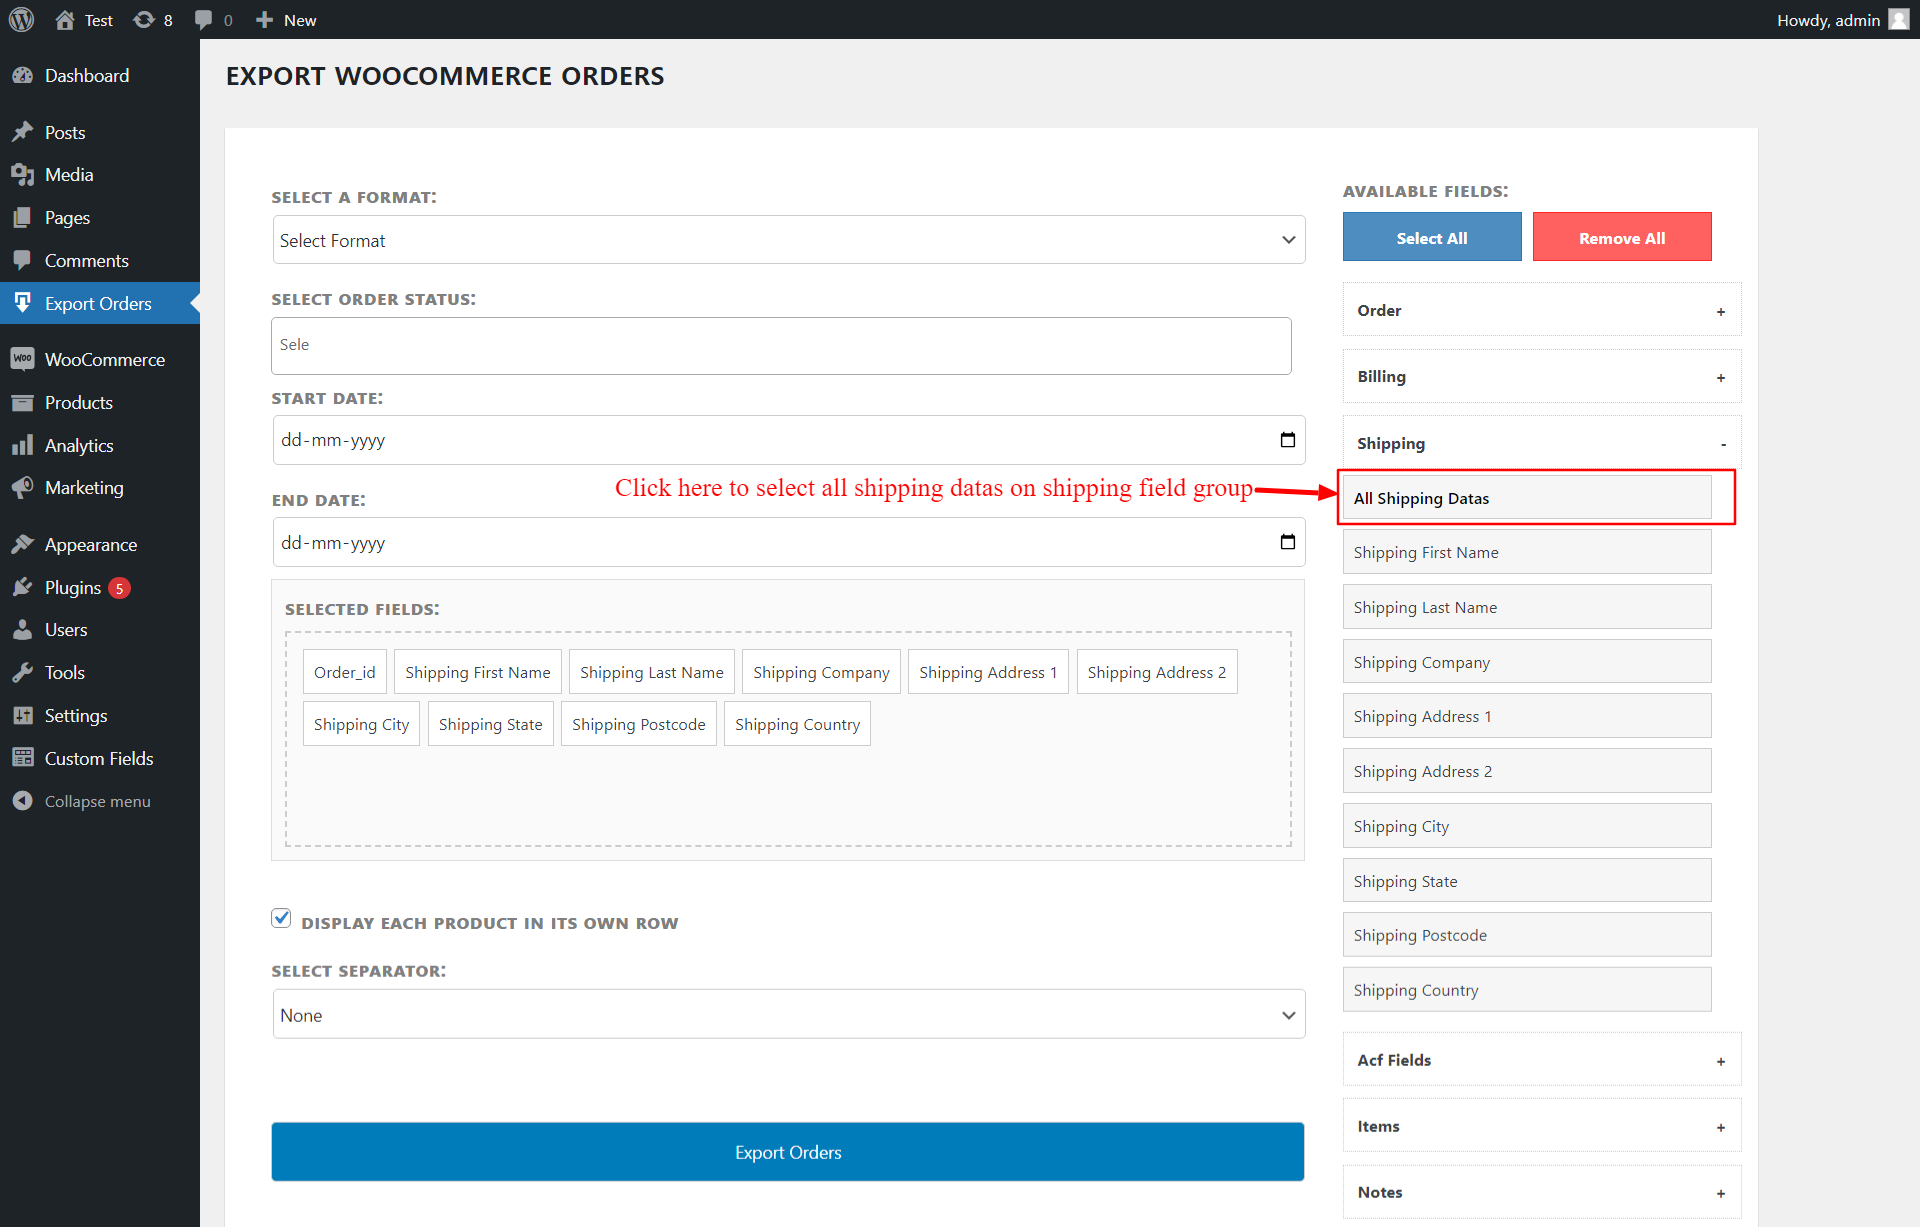 Test
8
0
New
Howdy, admin
Dashboard
Posts
Media
Pages
Comments
Export Orders
WooCommerce
Products
Analytics
Marketing
Appearance
Plugins 5
Users
Tools
Settings
Custom Fields
Collapse menu
EXPORT WOOCOMMERCE ORDERS
SELECT A FORMAT:
Select Format
SELECT ORDER STATUS:
Sele
START DATE:
dd-mm-yyyy
Click here to select all shipping datas on shipping field group
END DATE:
dd-mm-yyyy
SELECTED FIELDS:
Order_id Shipping First Name Shipping Last Name Shipping Company Shipping Address 1 Shipping Address 2
Shipping City Shipping State Shipping Postcode Shipping Country
DISPLAY EACH PRODUCT IN ITS OWN ROW
SELECT SEPARATOR:
None
Export Orders
AVAILABLE FIELDS:
Select All Remove All
Order +
Billing +
Shipping -
All Shipping Datas
Shipping First Name
Shipping Last Name
Shipping Company
Shipping Address 1
Shipping Address 2
Shipping City
Shipping State
Shipping Postcode
Shipping Country
Acf Fields +
Items +
Notes +